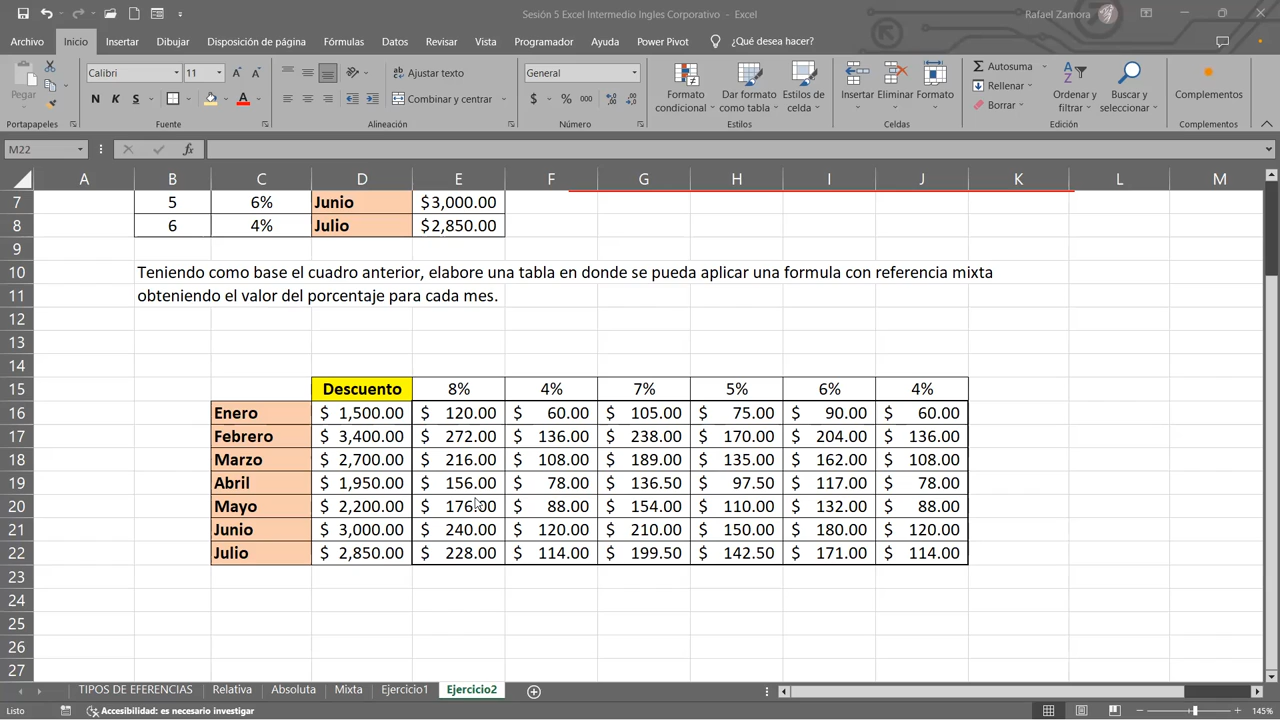 Sesión 5 Excel Intermedio Ingles Corporativo - Excel
Rafael Zamora
Archivo Inicio Insertar Dibujar Disposición de página Fórmulas Datos Revisar Vista Programador Ayuda Power Pivot ¿Qué desea hacer?
Pegar
Calibri 11
N K S
Ajustar texto
Combinar y centrar
General
$ % 000
Formato condicional
Dar formato como tabla
Estilos de celda
Insertar Eliminar Formato
Autosuma
Rellenar
Borrar
Ordenar y filtrar
Buscar y seleccionar
Complementos
Portapapeles Fuente Alineación Número Estilos Celdas Edición Complementos
M22 fx
A B C D E F G H I J K L M
7 5 6% Junio $3,000.00
8 6 4% Julio $2,850.00
9
10 Teniendo como base el cuadro anterior, elabore una tabla en donde se pueda aplicar una formula con referencia mixta
11 obteniendo el valor del porcentaje para cada mes.
12
13
14
15 Descuento 8% 4% 7% 5% 6% 4%
16 Enero $ 1,500.00 $ 120.00 $ 60.00 $ 105.00 $ 75.00 $ 90.00 $ 60.00
17 Febrero $ 3,400.00 $ 272.00 $ 136.00 $ 238.00 $ 170.00 $ 204.00 $ 136.00
18 Marzo $ 2,700.00 $ 216.00 $ 108.00 $ 189.00 $ 135.00 $ 162.00 $ 108.00
19 Abril $ 1,950.00 $ 156.00 $ 78.00 $ 136.50 $ 97.50 $ 117.00 $ 78.00
20 Mayo $ 2,200.00 $ 176.00 $ 88.00 $ 154.00 $ 110.00 $ 132.00 $ 88.00
21 Junio $ 3,000.00 $ 240.00 $ 120.00 $ 210.00 $ 150.00 $ 180.00 $ 120.00
22 Julio $ 2,850.00 $ 228.00 $ 114.00 $ 199.50 $ 142.50 $ 171.00 $ 114.00
23
24
25
26
27
TIPOS DE EFERENCIAS Relativa Absoluta Mixta Ejercicio1 Ejercicio2
Listo Accesibilidad: es necesario investigar 145%